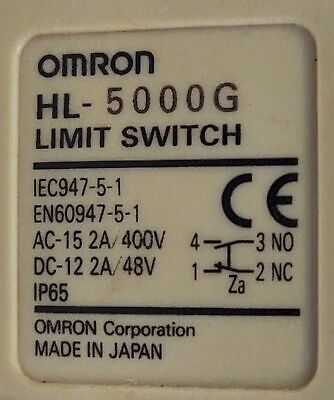 OMRON
HL-5000G
LIMIT SWITCH
IEC947-5-1
EN60947-5-1
AC-15 2A/400V
DC-12 2A/48V
IP65
CE
4 3 NO
1 2 NC
Za
OMRON Corporation
MADE IN JAPAN